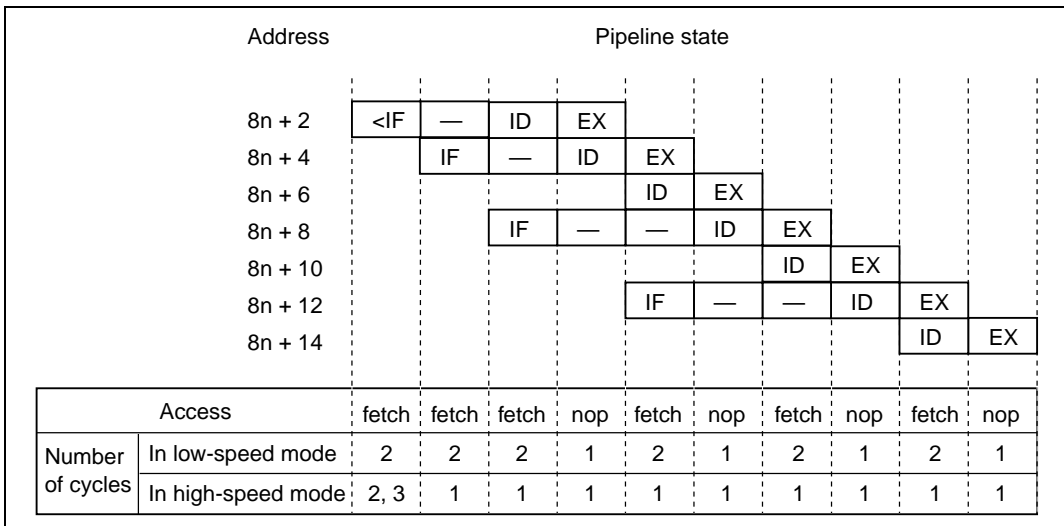 Address Pipeline state
8n + 2 <IF — ID EX
8n + 4 IF — ID EX
8n + 6 ID EX
8n + 8 IF — — ID EX
8n + 10 ID EX
8n + 12 IF — — ID EX
8n + 14 ID EX
Access fetch fetch fetch nop fetch nop fetch nop fetch nop
Number of cycles In low-speed mode 2 2 2 1 2 1 2 1 2 1
In high-speed mode 2, 3 1 1 1 1 1 1 1 1 1